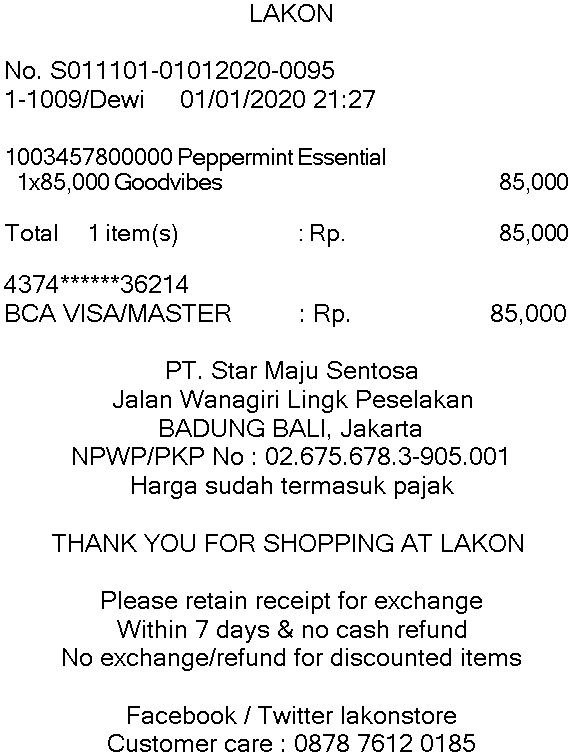 LAKON
No. S011101-01012020-0095
1-1009/Dewi 01/01/2020 21:27
1003457800000 Peppermint Essential
1x85,000 Goodvibes 85,000
Total 1 item(s) : Rp. 85,000
4374******36214
BCA VISA/MASTER : Rp. 85,000
PT. Star Maju Sentosa
Jalan Wanagiri Lingk Peselakan
BADUNG BALI, Jakarta
NPWP/PKP No : 02.675.678.3-905.001
Harga sudah termasuk pajak
THANK YOU FOR SHOPPING AT LAKON
Please retain receipt for exchange
Within 7 days & no cash refund
No exchange/refund for discounted items
Facebook / Twitter lakonstore
Customer care : 0878 7612 0185